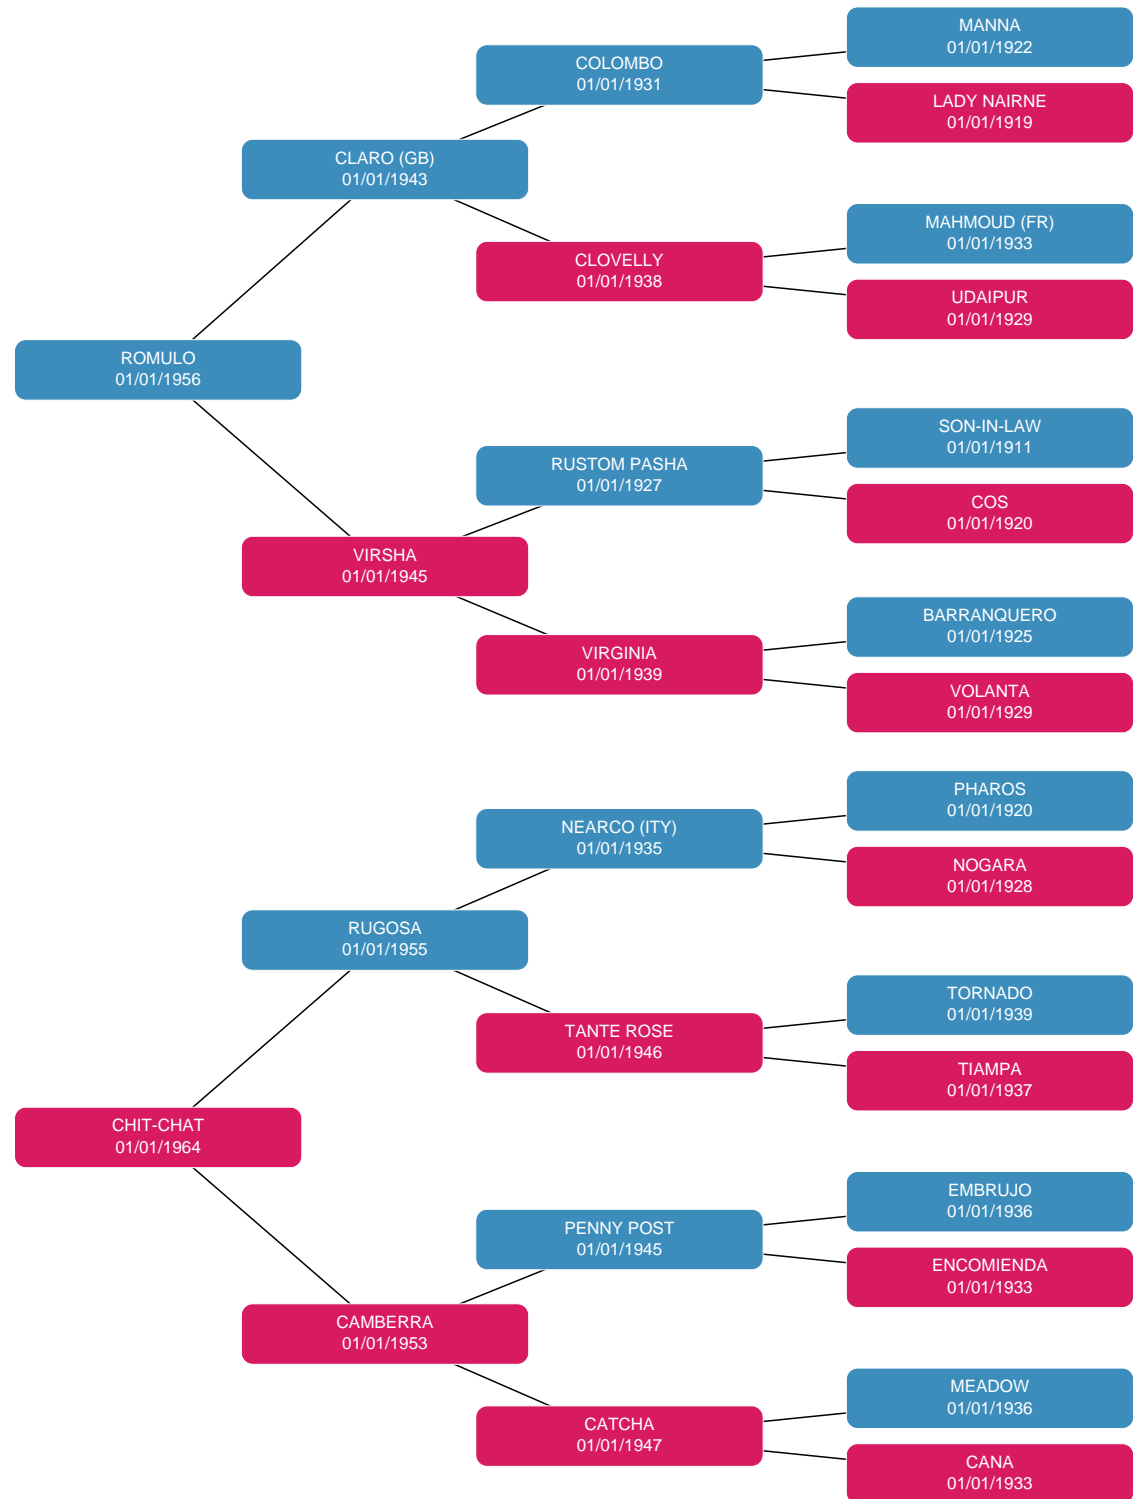 MANNA
01/01/1922
COLOMBO
01/01/1931
LADY NAIRNE
01/01/1919
CLARO (GB)
01/01/1943
MAHMOUD (FR)
01/01/1933
CLOVELLY
01/01/1938
UDAIPUR
01/01/1929
ROMULO
01/01/1956
SON-IN-LAW
01/01/1911
RUSTOM PASHA
01/01/1927
COS
01/01/1920
VIRSHA
01/01/1945
BARRANQUERO
01/01/1925
VIRGINIA
01/01/1939
VOLANTA
01/01/1929
PHAROS
01/01/1920
NEARCO (ITY)
01/01/1935
NOGARA
01/01/1928
RUGOSA
01/01/1955
TORNADO
01/01/1939
TANTE ROSE
01/01/1946
TIAMPA
01/01/1937
CHIT-CHAT
01/01/1964
EMBRUJO
01/01/1936
PENNY POST
01/01/1945
ENCOMIENDA
01/01/1933
CAMBERRA
01/01/1953
MEADOW
01/01/1936
CATCHA
01/01/1947
CANA
01/01/1933